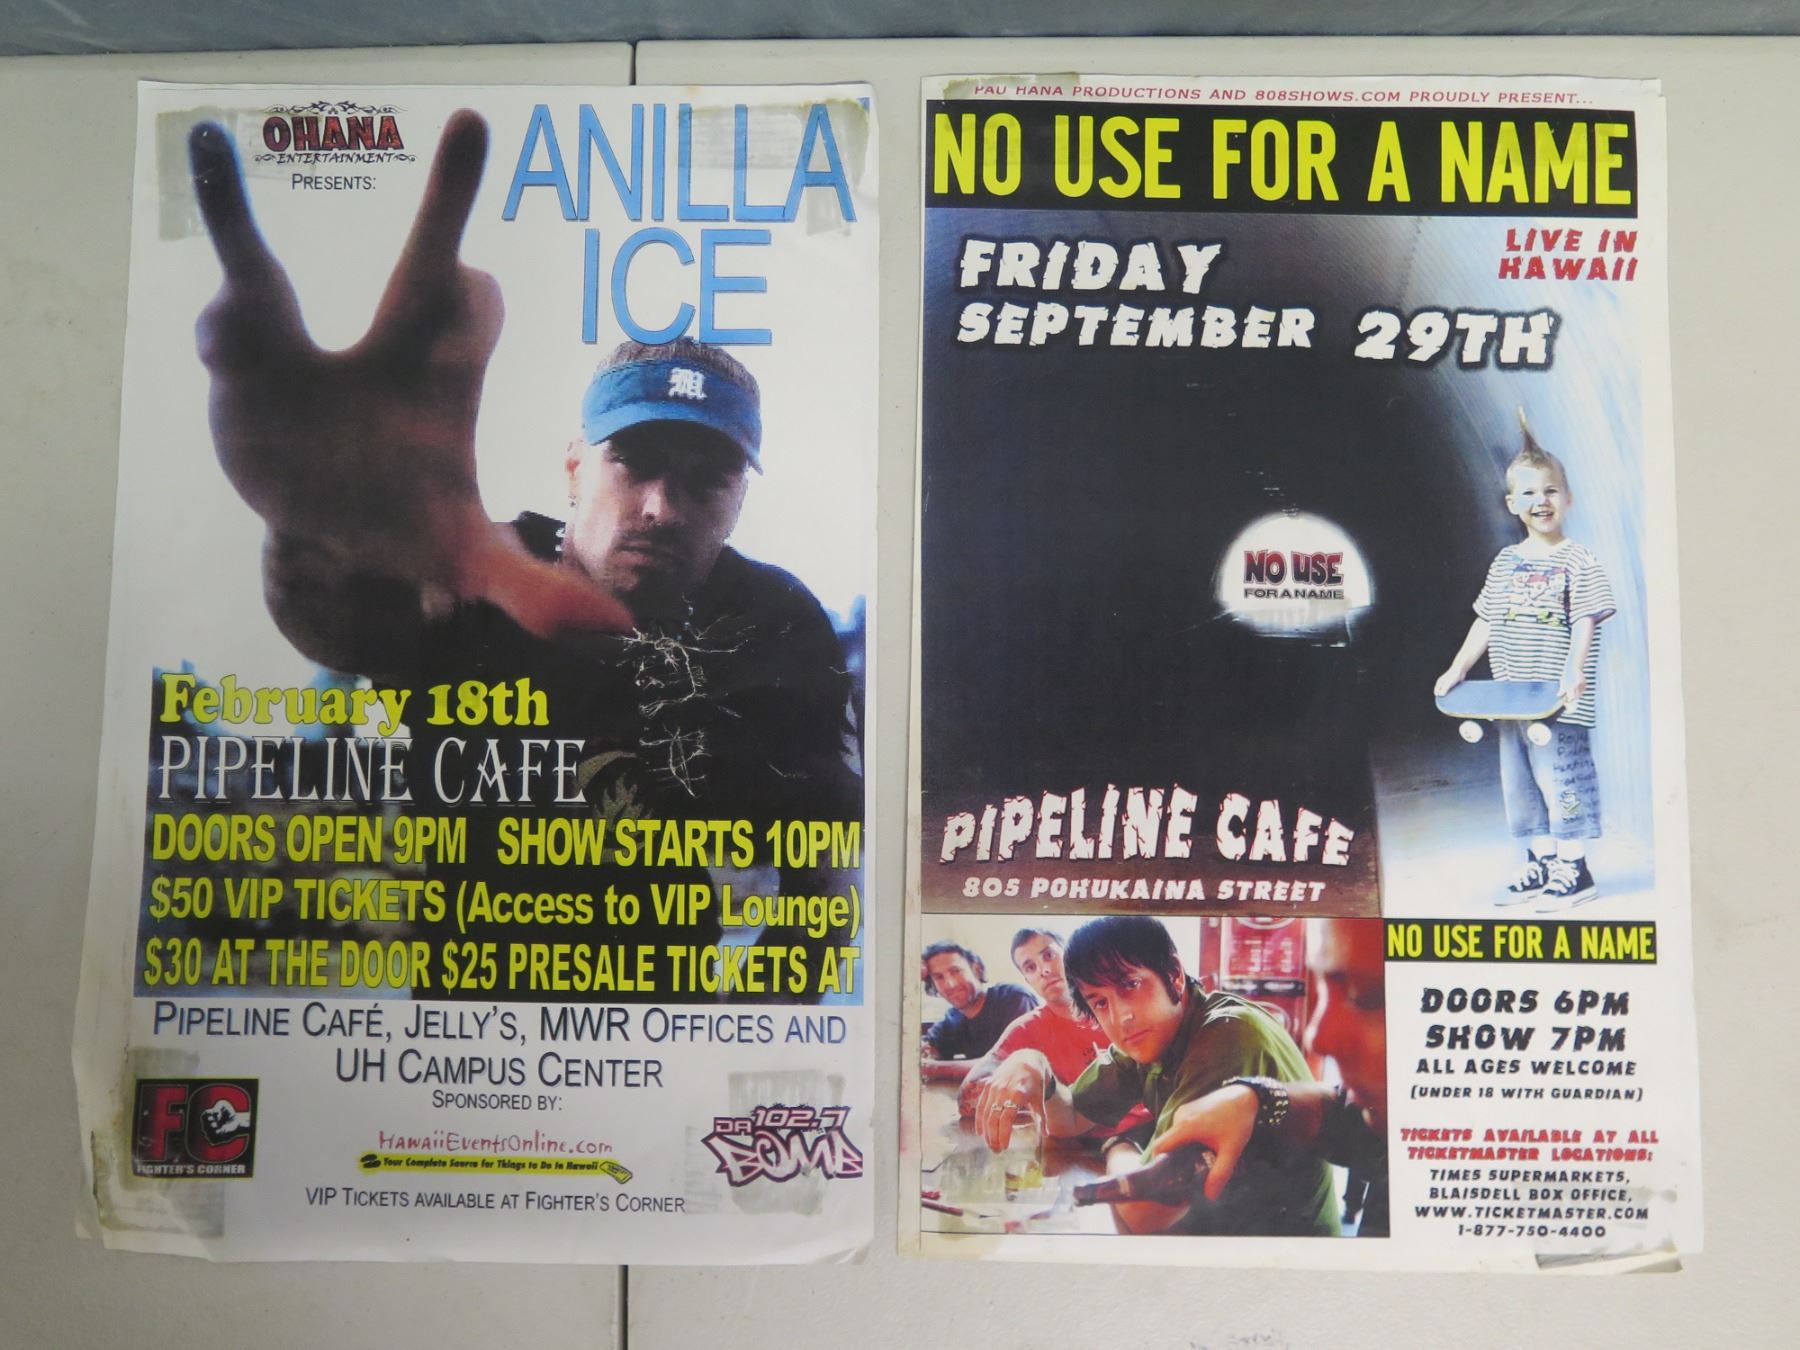 OHANA
ENTERTAINMENT
PRESENTS:
ANILLA
ICE
M
February 18th
PIPELINE CAFE
DOORS OPEN 9PM SHOW STARTS 10PM
$50 VIP TICKETS (Access to VIP Lounge)
$30 AT THE DOOR $25 PRESALE TICKETS AT
PIPELINE CAFÉ, JELLY'S, MWR OFFICES AND
UH CAMPUS CENTER
SPONSORED BY:
FC
FIGHTER'S CORNER
HawaiiEventsOnline.com
Your Complete Source for Things to Do in Hawaii
DA 102.7
BOMB
VIP TICKETS AVAILABLE AT FIGHTER'S CORNER
PAU HANA PRODUCTIONS AND 808SHOWS.COM PROUDLY PRESENT...
NO USE FOR A NAME
LIVE IN
HAWAII
FRIDAY
SEPTEMBER 29TH
NO USE
FOR A NAME
PIPELINE CAFE
805 POHUKAINA STREET
NO USE FOR A NAME
DOORS 6PM
SHOW 7PM
ALL AGES WELCOME
(UNDER 18 WITH GUARDIAN)
TICKETS AVAILABLE AT ALL
TICKETMASTER LOCATIONS:
TIMES SUPERMARKETS,
BLAISDELL BOX OFFICE,
WWW.TICKETMASTER.COM
1-877-750-4400